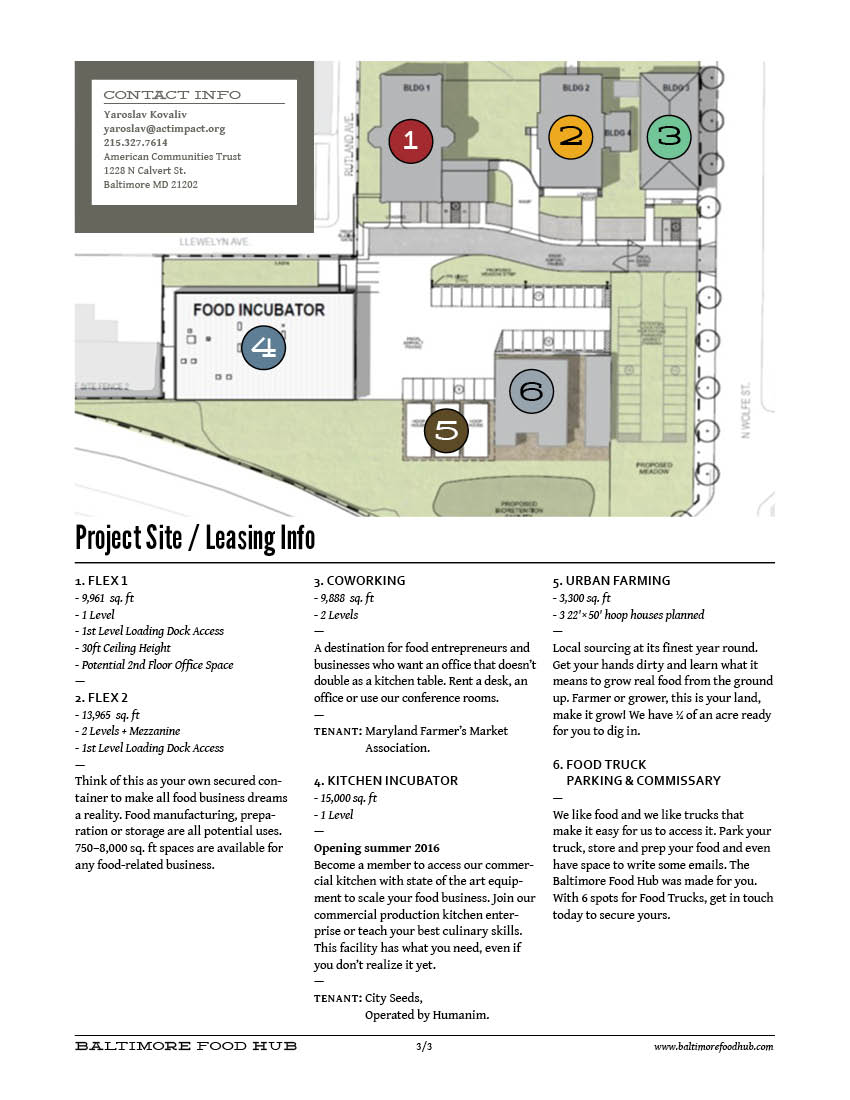 CONTACT INFO
Yaroslav Kovaliv
yaroslav@actimpact.org
215.327.7614
American Communities Trust
1228 N Calvert St.
Baltimore MD 21202
BLDG 1
BLDG 2
BLDG 3
BLDG 4
1
2
3
RUTLAND AVE.
LLEWELYN AVE.
FOOD INCUBATOR
4
E SITE FENCE 2
5
6
N WOLFE ST.
PROPOSED
MEADOW
PROPOSED
BIORETENTION
Project Site / Leasing Info
1. FLEX 1
- 9,961 sq. ft
- 1 Level
- 1st Level Loading Dock Access
- 30ft Ceiling Height
- Potential 2nd Floor Office Space
—
2. FLEX 2
- 13,965 sq. ft
- 2 Levels + Mezzanine
- 1st Level Loading Dock Access
—
Think of this as your own secured con-
tainer to make all food business dreams
a reality. Food manufacturing, prepa-
ration or storage are all potential uses.
750–8,000 sq. ft spaces are available for
any food-related business.
3. COWORKING
- 9,888 sq. ft
- 2 Levels
—
A destination for food entrepreneurs and
businesses who want an office that doesn't
double as a kitchen table. Rent a desk, an
office or use our conference rooms.
—
TENANT: Maryland Farmer's Market
Association.
4. KITCHEN INCUBATOR
- 15,000 sq. ft
- 1 Level
—
Opening summer 2016
Become a member to access our commer-
cial kitchen with state of the art equip-
ment to scale your food business. Join our
commercial production kitchen enter-
prise or teach your best culinary skills.
This facility has what you need, even if
you don't realize it yet.
—
TENANT: City Seeds,
Operated by Humanim.
5. URBAN FARMING
- 3,300 sq. ft
- 3 22'×50' hoop houses planned
—
Local sourcing at its finest year round.
Get your hands dirty and learn what it
means to grow real food from the ground
up. Farmer or grower, this is your land,
make it grow! We have ¼ of an acre ready
for you to dig in.
6. FOOD TRUCK
PARKING & COMMISSARY
—
We like food and we like trucks that
make it easy for us to access it. Park your
truck, store and prep your food and even
have space to write some emails. The
Baltimore Food Hub was made for you.
With 6 spots for Food Trucks, get in touch
today to secure yours.
BALTIMORE FOOD HUB
3/3
www.baltimorefoodhub.com